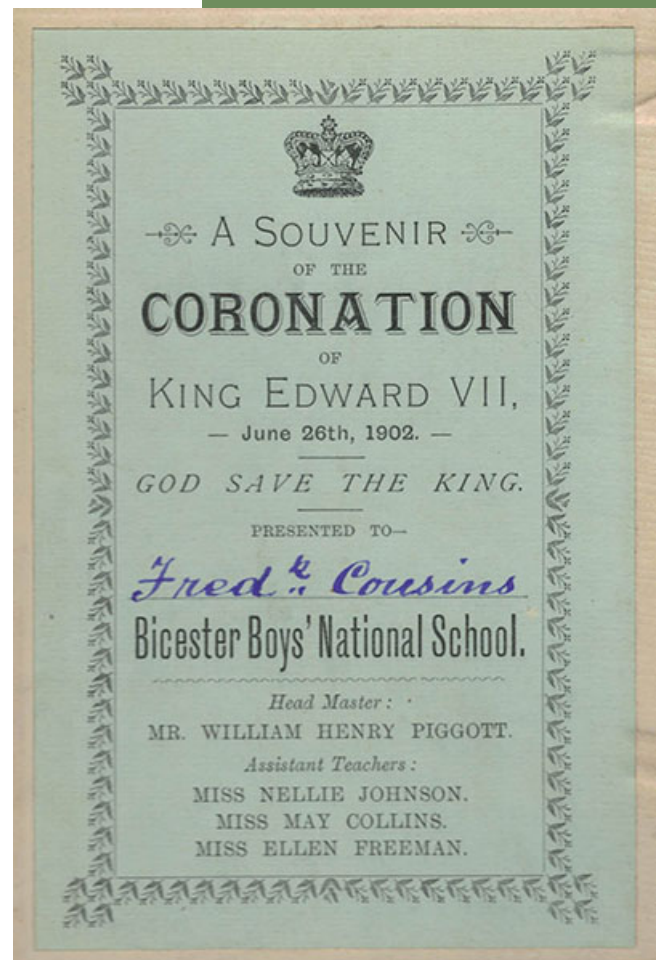 A SOUVENIR
OF THE
CORONATION
OF
KING EDWARD VII,
— June 26th, 1902. —
GOD SAVE THE KING.
PRESENTED TO—
Fredk Cousins
Bicester Boys' National School.
Head Master:
MR. WILLIAM HENRY PIGGOTT.
Assistant Teachers:
MISS NELLIE JOHNSON.
MISS MAY COLLINS.
MISS ELLEN FREEMAN.